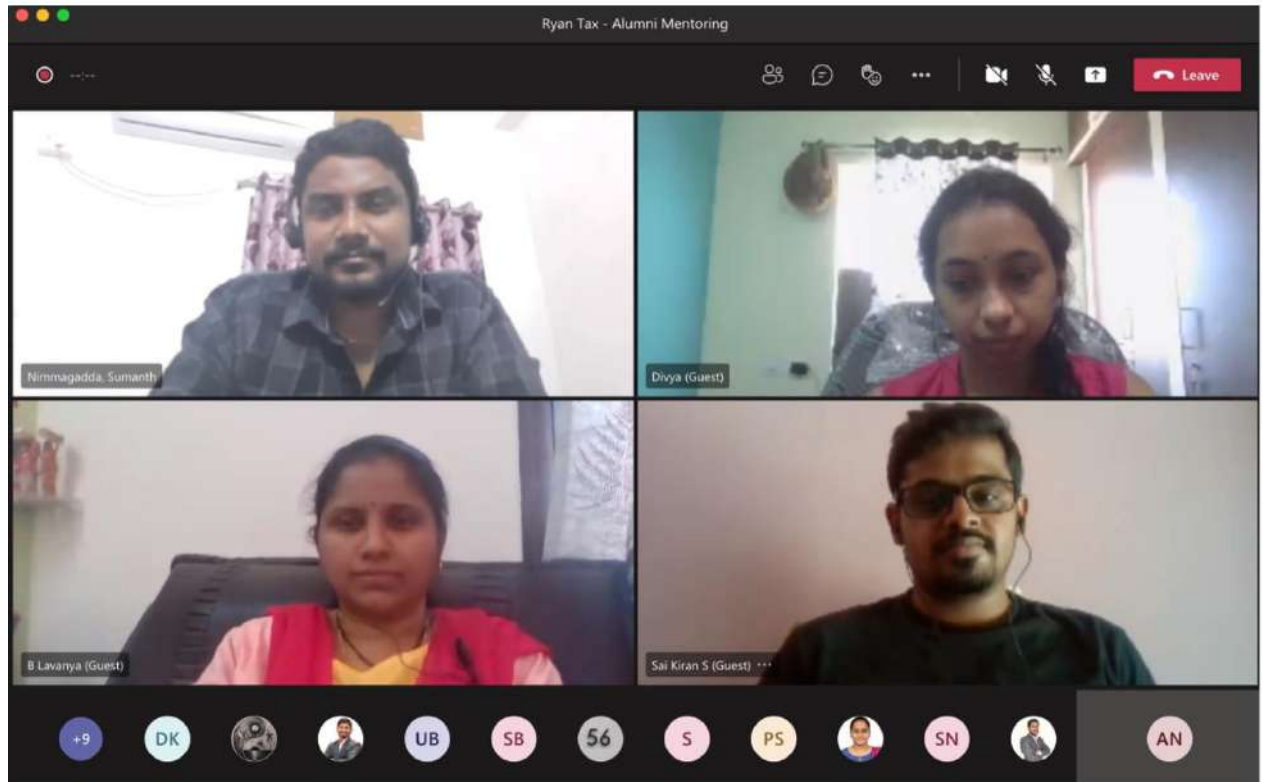 Ryan Tax - Alumni Mentoring
--:--
Leave
Nimmagadda, Sumanth
Divya (Guest)
B Lavanya (Guest)
Sai Kiran S (Guest) ···
+9 DK UB SB 56 S PS SN AN